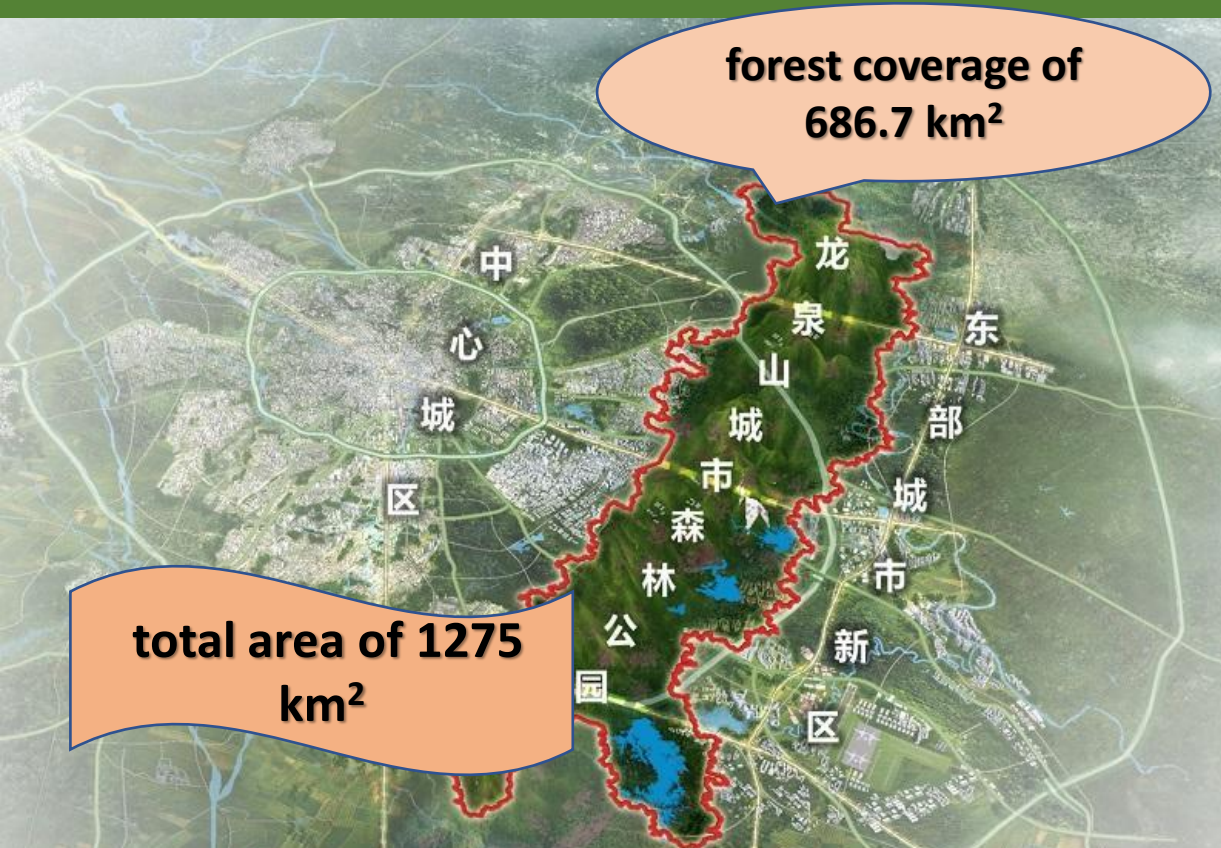 forest coverage of
686.7 km²
中心城区
龙泉山城市森林公园
东部城市新区
total area of 1275
km²